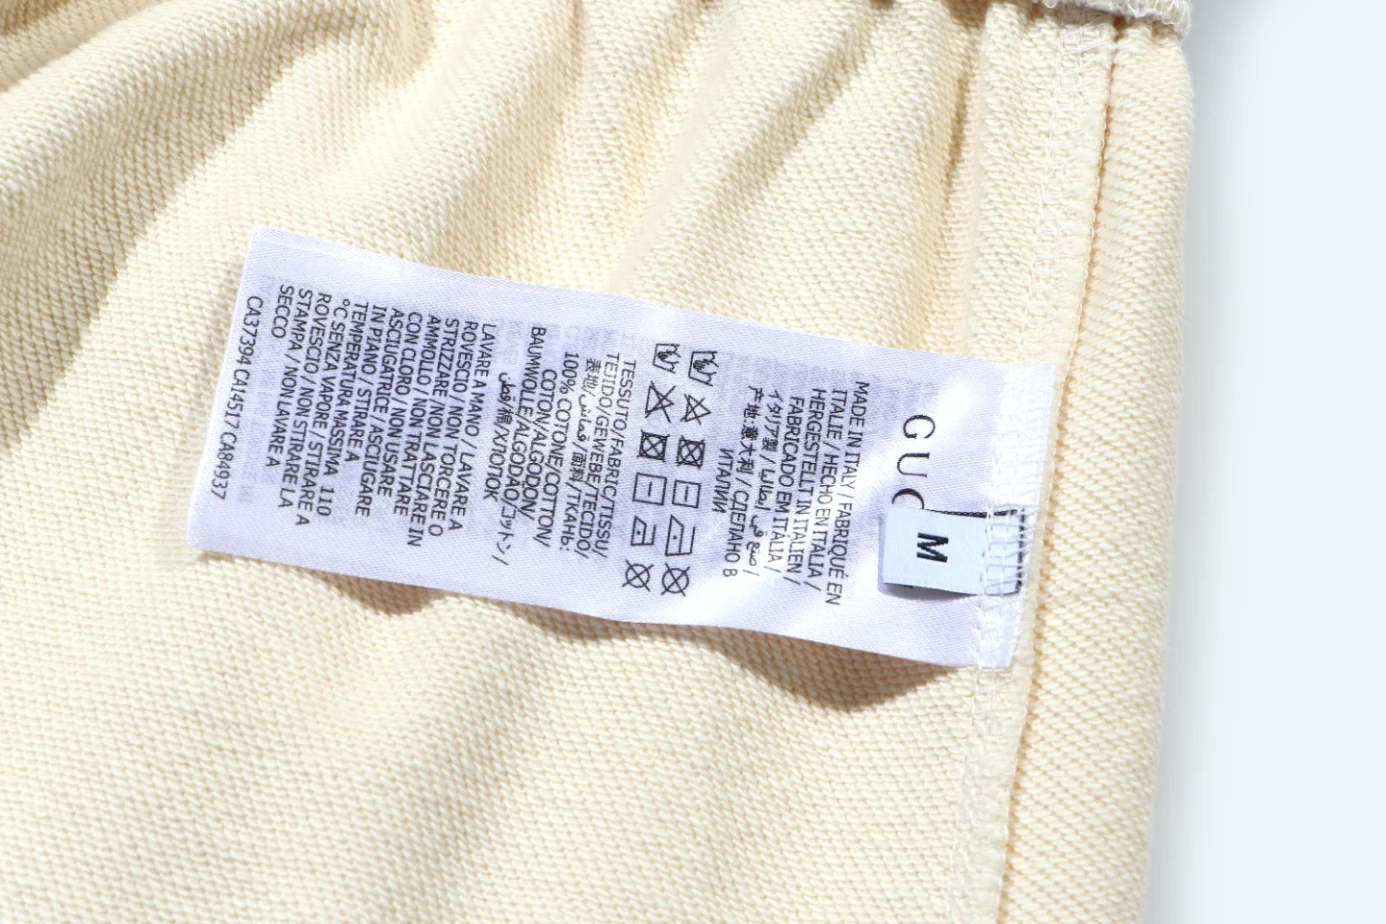 GUC
M
MADE IN ITALY / FABRIQUÉ EN
ITALIE / HECHO EN ITALIA /
HERGESTELLT IN ITALIEN /
FABRICADO EM ITÁLIA /
イタリア製 / صنع في ايطاليا /
产地:意大利 / СДЕЛАНО В
ИТАЛИИ
TESSUTO/FABRIC/TISSU/
TEJIDO/GEWEBE/TECIDO/
表地/قماش/面料/ТКАНЬ:
100% COTONE/COTTON/
COTON/ALGODON/
BAUMWOLLE/ALGODÃO/コットン/
قطن/棉/ХЛОПОК
LAVARE A MANO / LAVARE A
ROVESCIO / NON TORCERE O
STRIZZARE / NON LASCIARE IN
AMMOLLO / NON TRATTARE
CON CLORO / NON USARE
ASCIUGATRICE / ASCIUGARE
IN PIANO / STIRARE A
TEMPERATURA MASSIMA 110
°C SENZA VAPORE / STIRARE A
ROVESCIO / NON STIRARE LA
STAMPA / NON LAVARE A
SECCO
CA37394 CA14517 CA84937